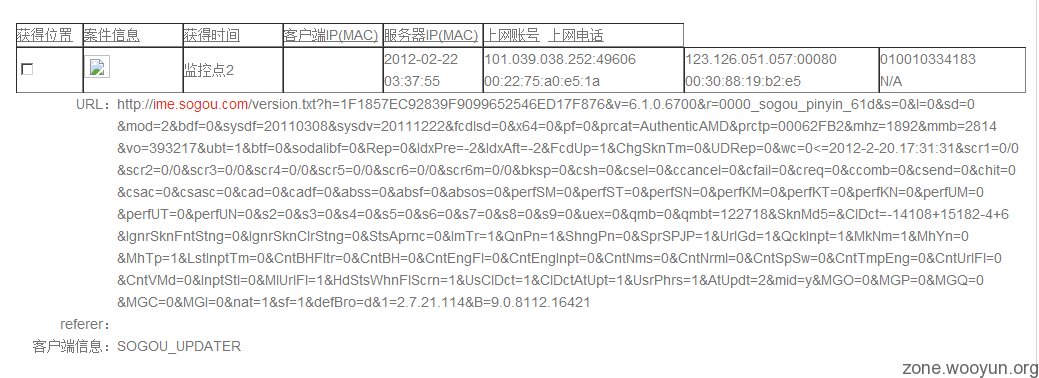 获得位置 案件信息 获得时间 客户端IP(MAC) 服务器IP(MAC) 上网账号 上网电话
监控点2 2012-02-22 101.039.038.252:49606 123.126.051.057:00080 010010334183
03:37:55 00:22:75:a0:e5:1a 00:30:88:19:b2:e5 N/A
URL: http://ime.sogou.com/version.txt?h=1F1857EC92839F9099652546ED17F876&v=6.1.0.6700&r=0000_sogou_pinyin_61d&s=0&l=0&sd=0
&mod=2&bdf=0&sysdf=20110308&sysdv=20111222&fcdlsd=0&x64=0&pf=0&prcat=AuthenticAMD&prctp=00062FB2&mhz=1892&mmb=2814
&vo=393217&ubt=1&btf=0&sodalibf=0&Rep=0&IdxPre=-2&IdxAft=-2&FcdUp=1&ChgSknTm=0&UDRep=0&wc=0<=2012-2-20.17:31:31&scr1=0/0
&scr2=0/0&scr3=0/0&scr4=0/0&scr5=0/0&scr6=0/0&scr6m=0/0&bksp=0&csh=0&csel=0&ccancel=0&cfail=0&creq=0&ccomb=0&csend=0&chit=0
&csac=0&csasc=0&cad=0&cadf=0&abss=0&absf=0&absos=0&perfSM=0&perfST=0&perfSN=0&perfKM=0&perfKT=0&perfKN=0&perfUM=0
&perfUT=0&perfUN=0&s2=0&s3=0&s4=0&s5=0&s6=0&s7=0&s8=0&s9=0&uex=0&qmb=0&qmbt=122718&SknMd5=&ClDct=-14108+15182-4+6
&IgnrSknFntStng=0&IgnrSknClrStng=0&StsAprnc=0&ImTr=1&QnPn=1&ShngPn=0&SprSPJP=1&UrlGd=1&QckInpt=1&MkNm=1&MhYn=0
&MhTp=1&LstInptTm=0&CntBHFltr=0&CntBH=0&CntEngFl=0&CntEngInpt=0&CntNms=0&CntNrml=0&CntSpSw=0&CntTmpEng=0&CntUrlFl=0
&CntVMd=0&InptStl=0&MlUrlFl=1&HdStsWhnFlScrn=1&UsClDct=1&ClDctAtUpt=1&UsrPhrs=1&AtUpdt=2&mid=y&MGO=0&MGP=0&MGQ=0
&MGC=0&MGI=0&nat=1&sf=1&defBro=d&1=2.7.21.114&B=9.0.8112.16421
referer:
客户端信息: SOGOU_UPDATER
zone.wooyun.org